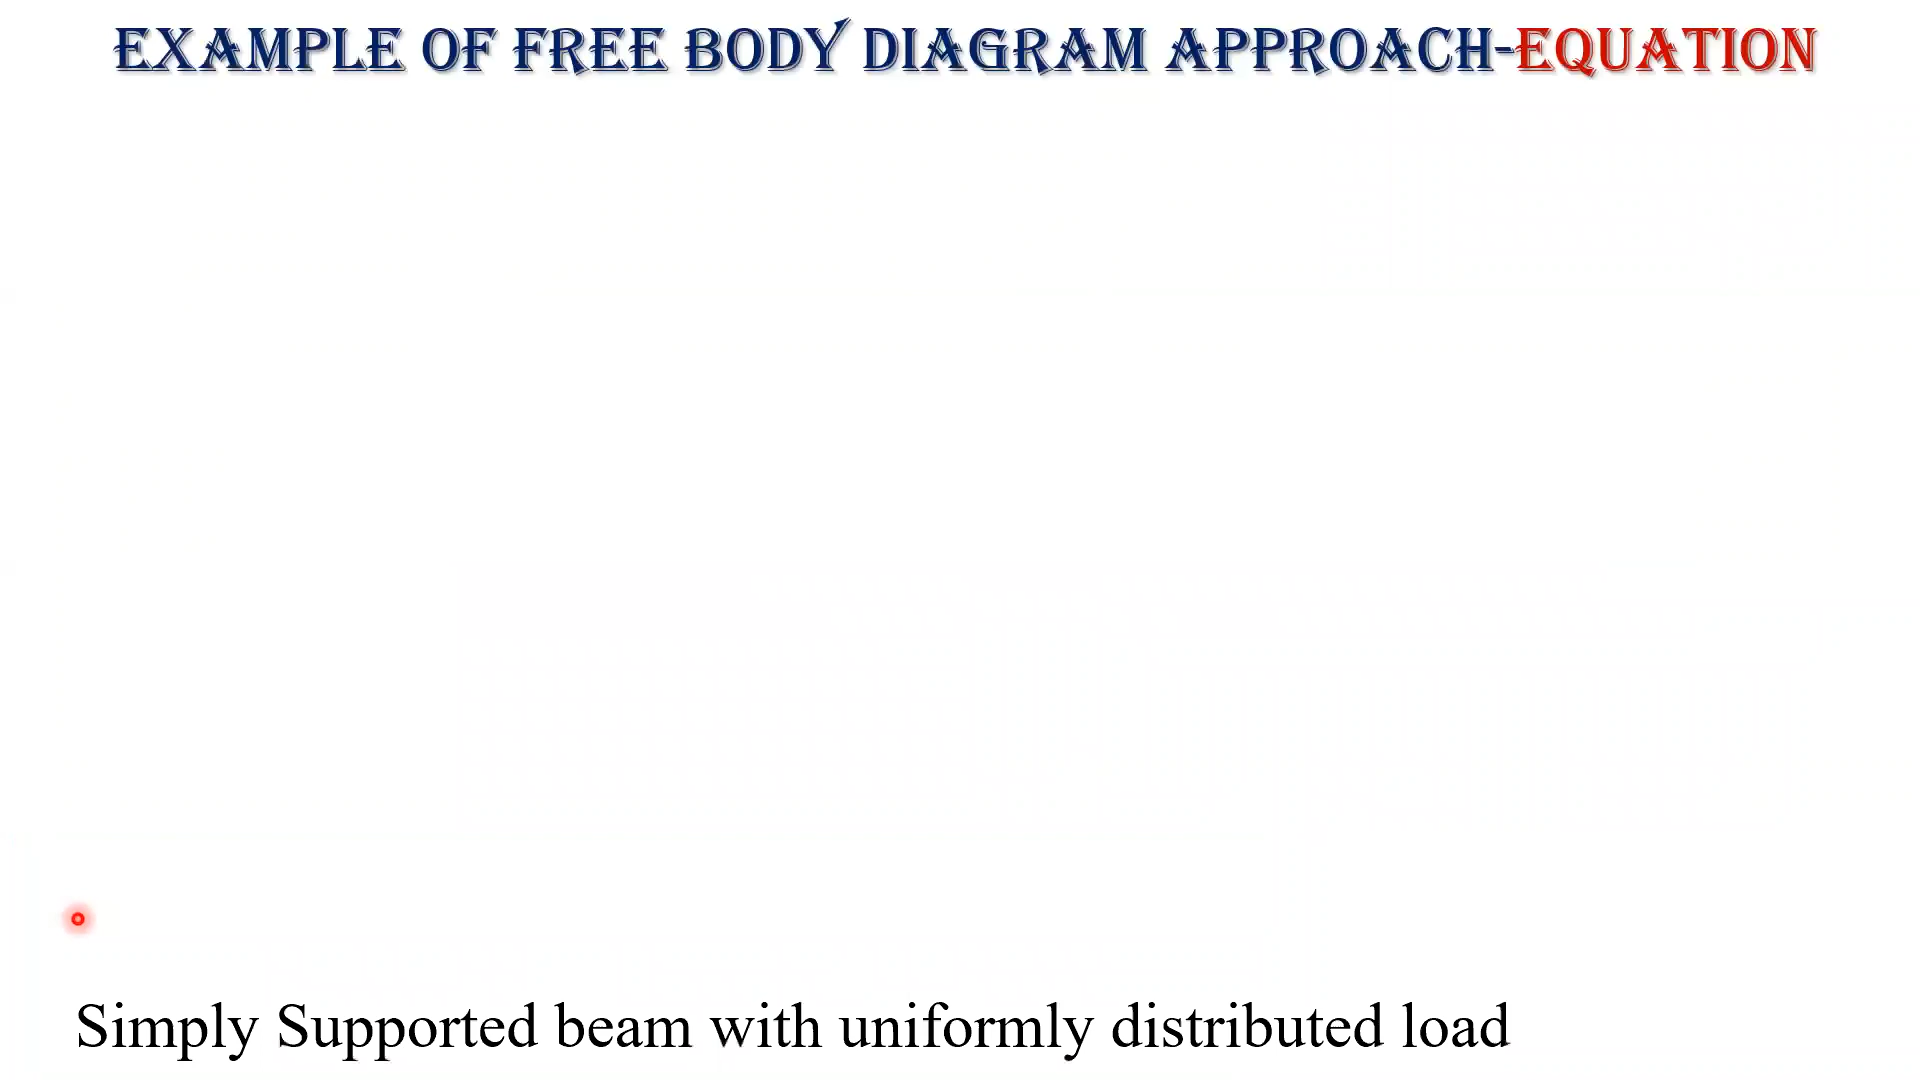 EXAMPLE OF FREE BODY DIAGRAM APPROACH-EQUATION
Simply Supported beam with uniformly distributed load